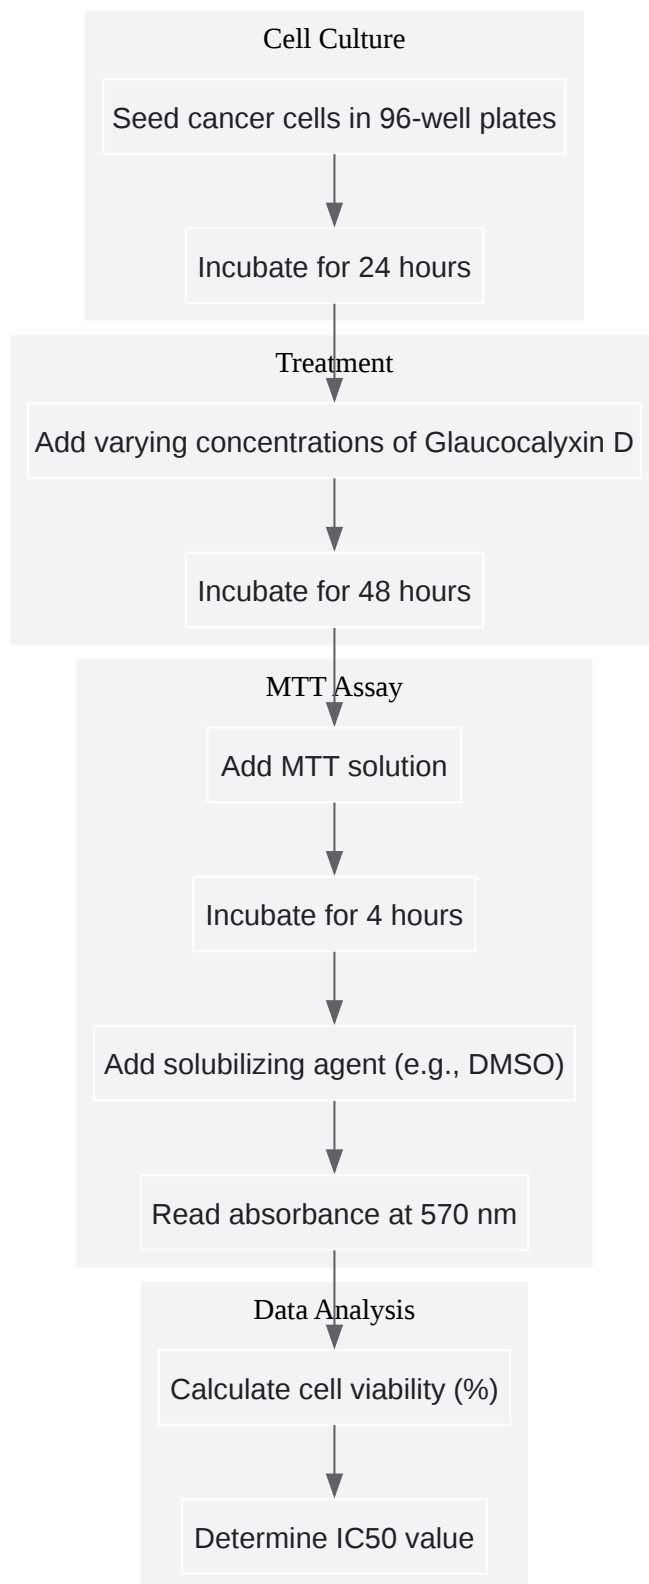 Cell Culture
Seed cancer cells in 96-well plates
Incubate for 24 hours
Treatment
Add varying concentrations of Glaucocalyxin D
Incubate for 48 hours
MTT Assay
Add MTT solution
Incubate for 4 hours
Add solubilizing agent (e.g., DMSO)
Read absorbance at 570 nm
Data Analysis
Calculate cell viability (%)
Determine IC50 value